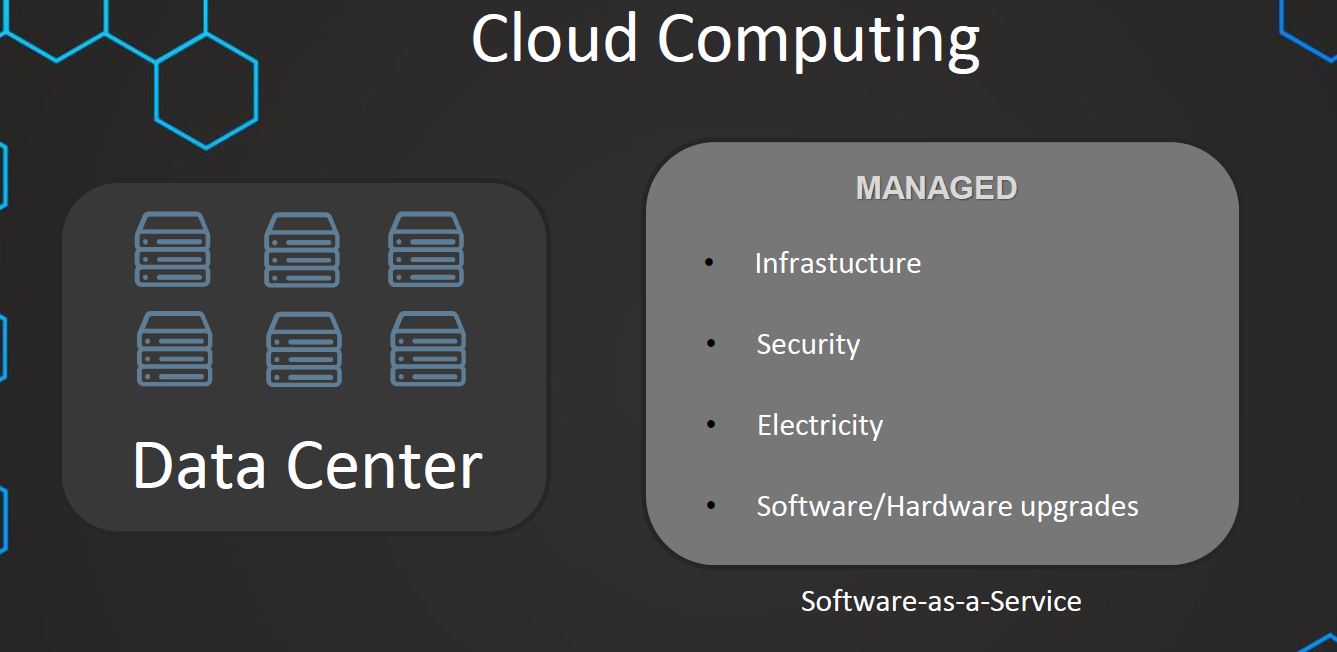 Cloud Computing
MANAGED
• Infrastucture
• Security
• Electricity
• Software/Hardware upgrades
Data Center
Software-as-a-Service